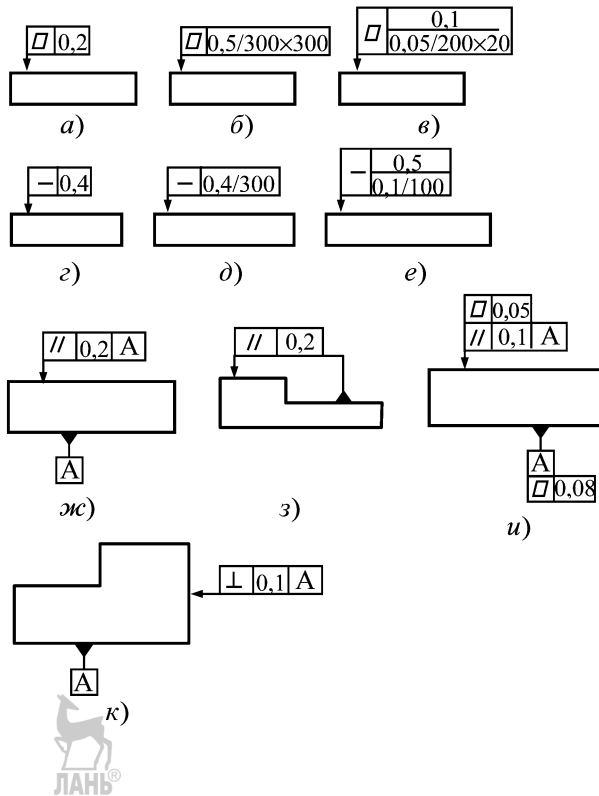 0,2 0,5/300×300 0,1
0,05/200×20
а) б) в)
0,4 0,4/300 0,5
0,1/100
г) д) е)
// 0,2 А // 0,2 0,05
// 0,1 А
А А
0,08
ж) з) и)
⊥ 0,1 А
А
к)
ЛАНЬ®